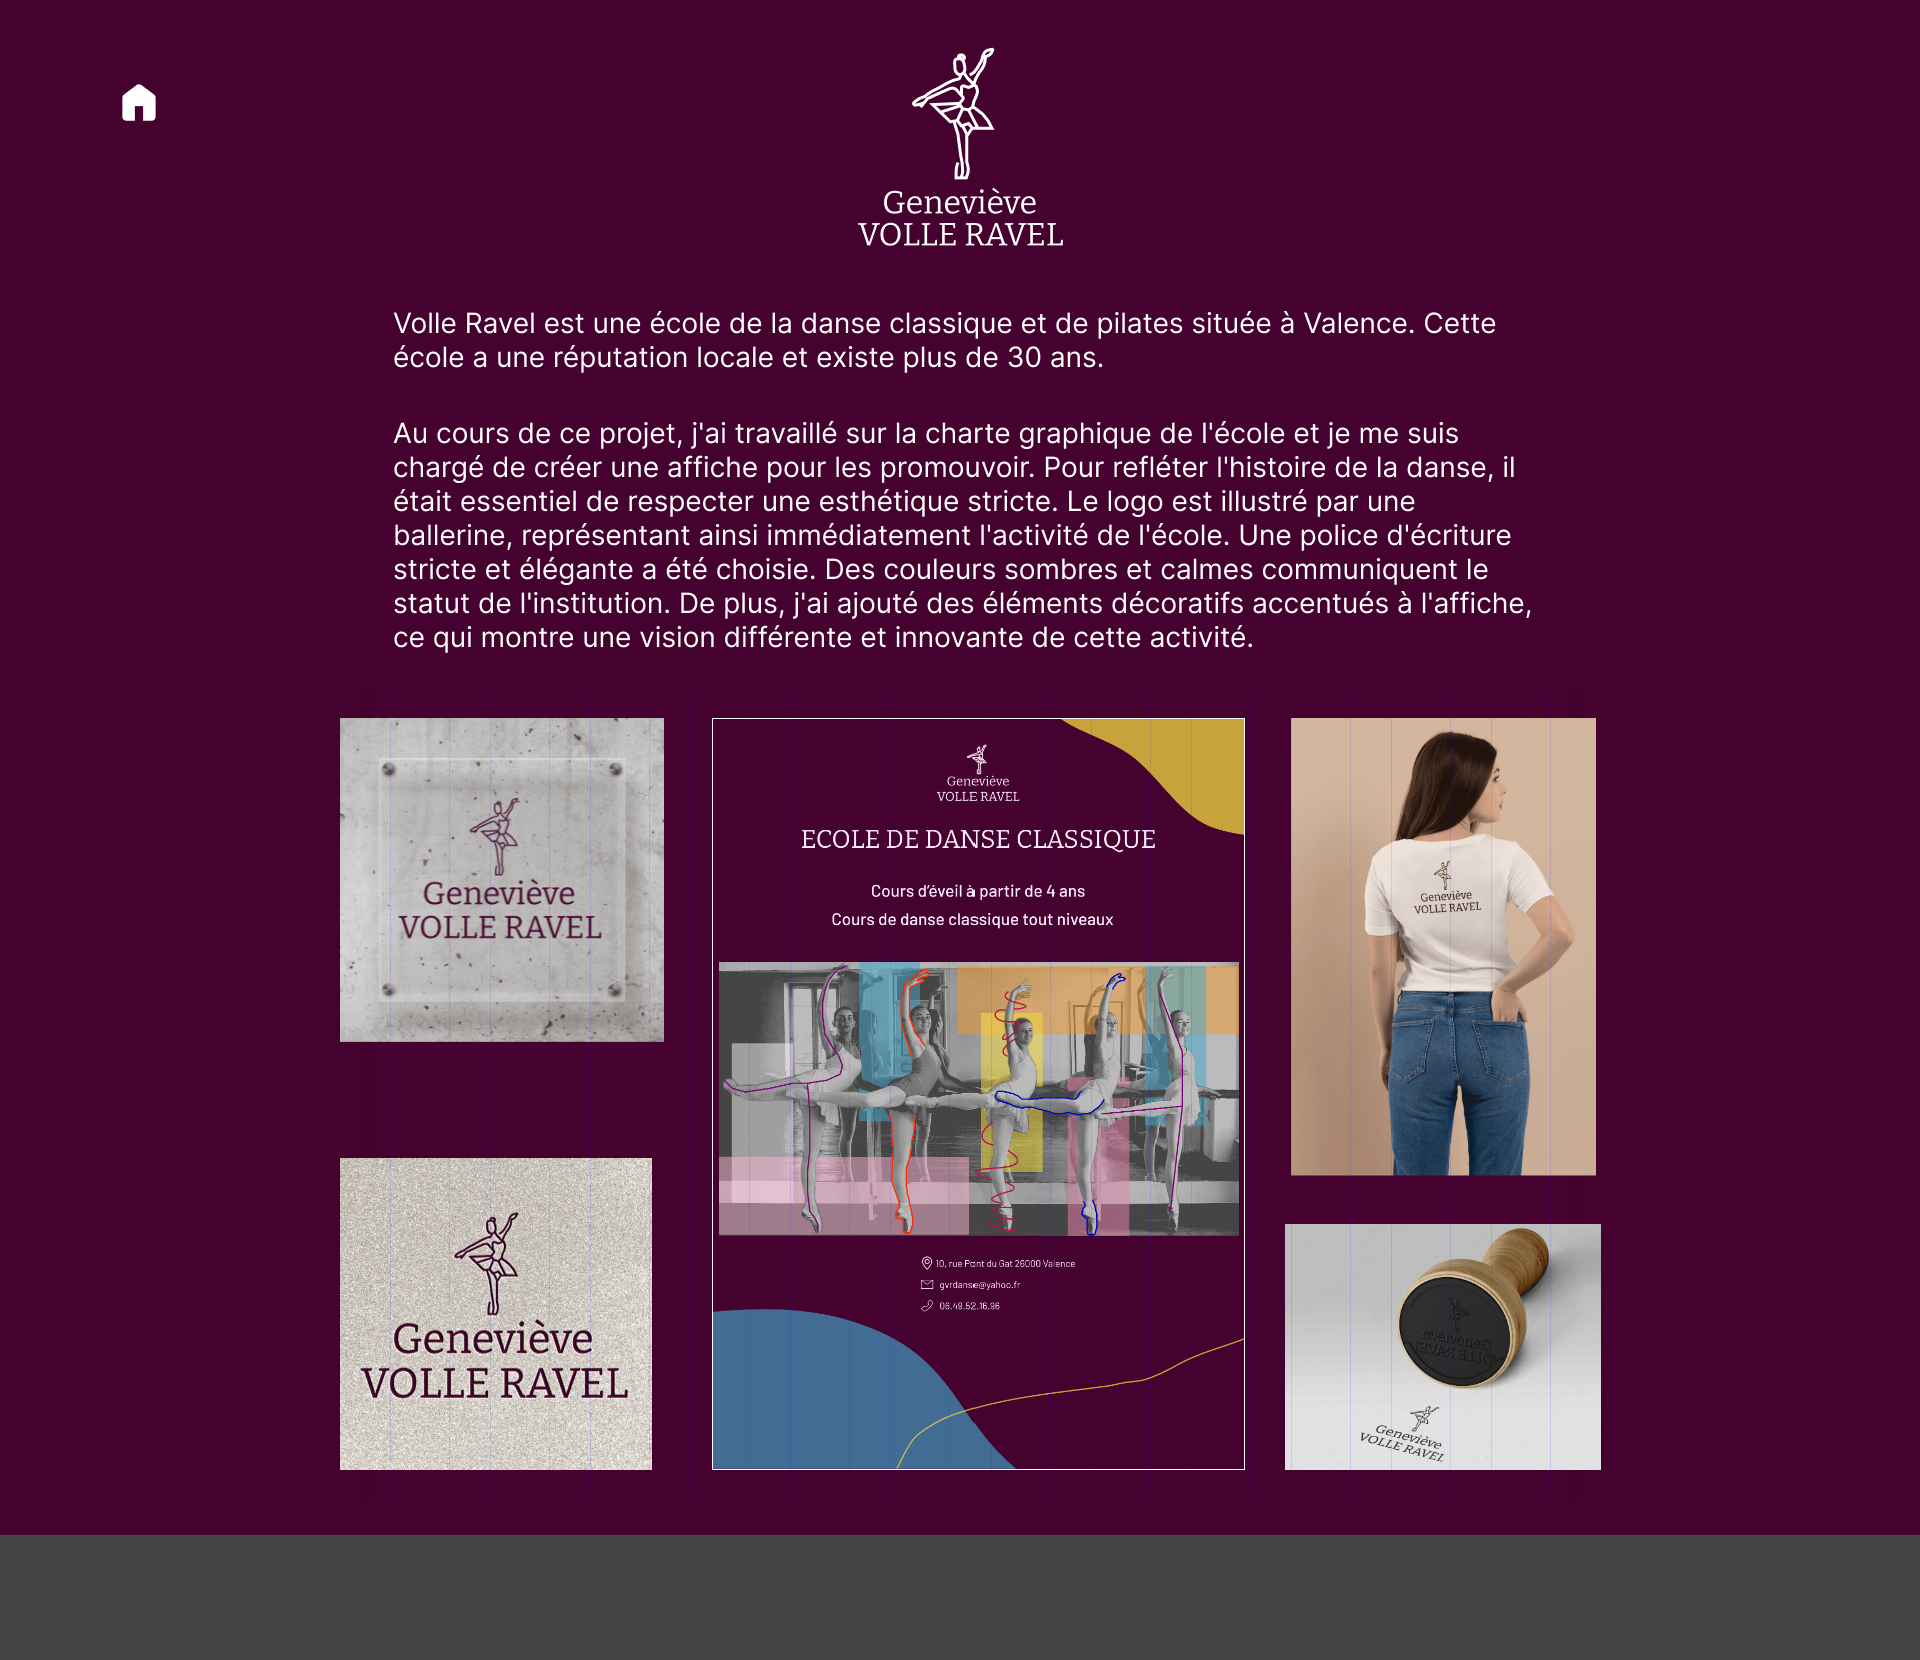 Geneviève
VOLLE RAVEL
Volle Ravel est une école de la danse classique et de pilates située à Valence. Cette
école a une réputation locale et existe plus de 30 ans.
Au cours de ce projet, j'ai travaillé sur la charte graphique de l'école et je me suis
chargé de créer une affiche pour les promouvoir. Pour refléter l'histoire de la danse, il
était essentiel de respecter une esthétique stricte. Le logo est illustré par une
ballerine, représentant ainsi immédiatement l'activité de l'école. Une police d'écriture
stricte et élégante a été choisie. Des couleurs sombres et calmes communiquent le
statut de l'institution. De plus, j'ai ajouté des éléments décoratifs accentués à l'affiche,
ce qui montre une vision différente et innovante de cette activité.
Geneviève
VOLLE RAVEL
Geneviève
VOLLE RAVEL
Geneviève
VOLLE RAVEL
ECOLE DE DANSE CLASSIQUE
Cours d'éveil à partir de 4 ans
Cours de danse classique tout niveaux
10, rue Pont du Gat 26000 Valence
gvrdanse@yahoo.fr
06.49.52.16.96
Geneviève
VOLLE RAVEL
Geneviève
VOLLE RAVEL
Geneviève
VOLLE RAVEL